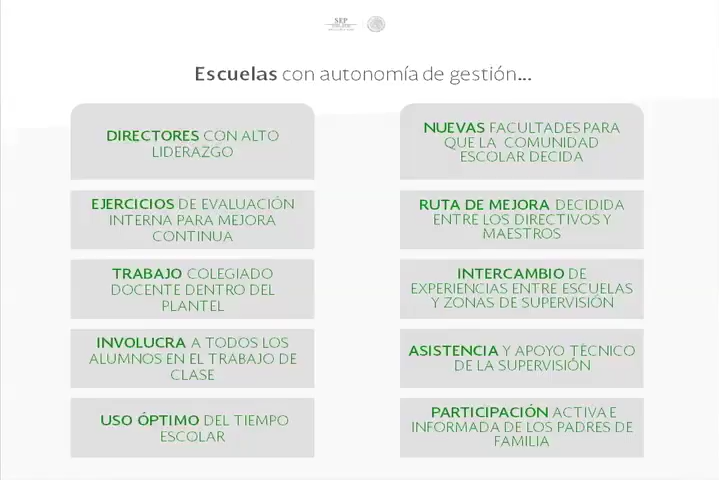 SEP
Escuelas con autonomía de gestión...
DIRECTORES CON ALTO
LIDERAZGO
EJERCICIOS DE EVALUACIÓN
INTERNA PARA MEJORA
CONTINUA
TRABAJO COLEGIADO
DOCENTE DENTRO DEL
PLANTEL
INVOLUCRA A TODOS LOS
ALUMNOS EN EL TRABAJO DE
CLASE
USO ÓPTIMO DEL TIEMPO
ESCOLAR
NUEVAS FACULTADES PARA
QUE LA COMUNIDAD
ESCOLAR DECIDA
RUTA DE MEJORA DECIDIDA
ENTRE LOS DIRECTIVOS Y
MAESTROS
INTERCAMBIO DE
EXPERIENCIAS ENTRE ESCUELAS
Y ZONAS DE SUPERVISIÓN
ASISTENCIA Y APOYO TÉCNICO
DE LA SUPERVISIÓN
PARTICIPACIÓN ACTIVA E
INFORMADA DE LOS PADRES DE
FAMILIA